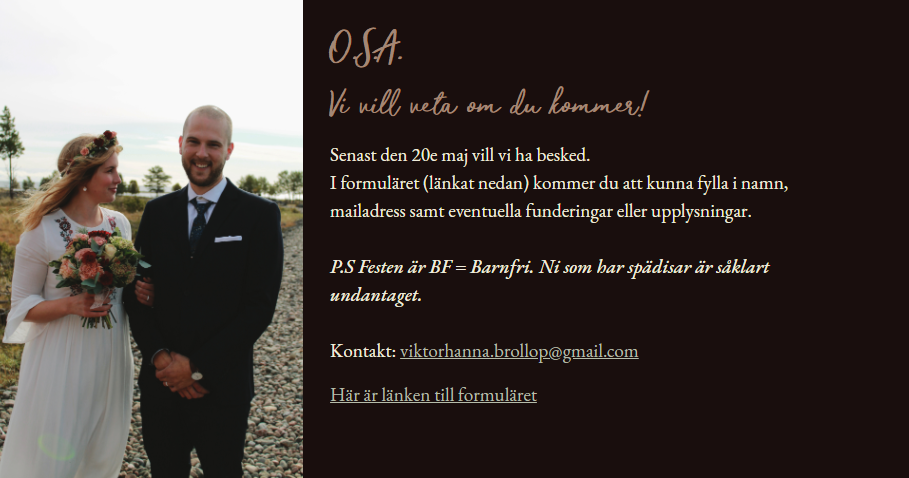 OSA.
Vi vill veta om du kommer!
Senast den 20e maj vill vi ha besked.
I formuläret (länkat nedan) kommer du att kunna fylla i namn,
mailadress samt eventuella funderingar eller upplysningar.
P.S Festen är BF = Barnfri. Ni som har spädisar är såklart
undantaget.
Kontakt: viktorhanna.brollop@gmail.com
Här är länken till formuläret